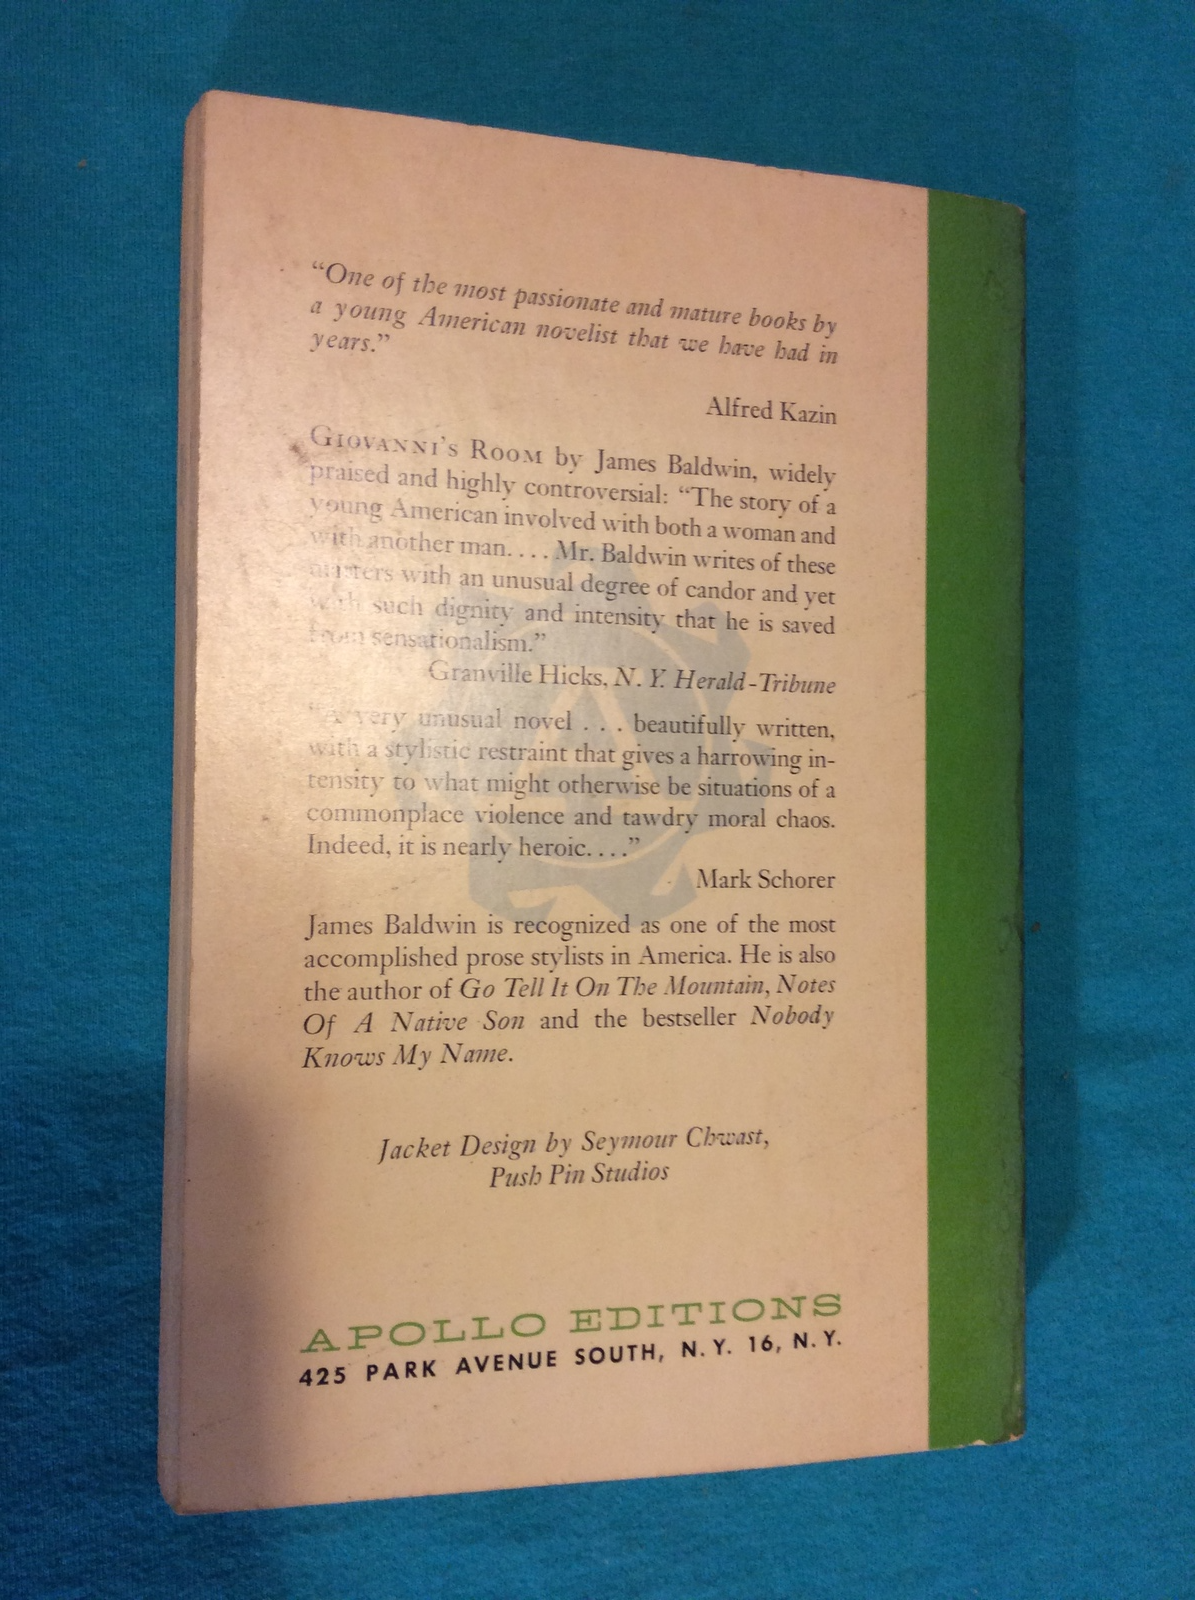 “One of the most passionate and mature books by
a young American novelist that we have had in
years.”
Alfred Kazin
GIOVANNI’S ROOM by James Baldwin, widely
praised and highly controversial: “The story of a
young American involved with both a woman and
with another man.... Mr. Baldwin writes of these
matters with an unusual degree of candor and yet
with such dignity and intensity that he is saved
from sensationalism.”
Granville Hicks, N. Y. Herald-Tribune
“A very unusual novel . . . beautifully written,
with a stylistic restraint that gives a harrowing in-
tensity to what might otherwise be situations of a
commonplace violence and tawdry moral chaos.
Indeed, it is nearly heroic....”
Mark Schorer
James Baldwin is recognized as one of the most
accomplished prose stylists in America. He is also
the author of Go Tell It On The Mountain, Notes
Of A Native Son and the bestseller Nobody
Knows My Name.
Jacket Design by Seymour Chwast,
Push Pin Studios
APOLLO EDITIONS
425 PARK AVENUE SOUTH, N. Y. 16, N. Y.